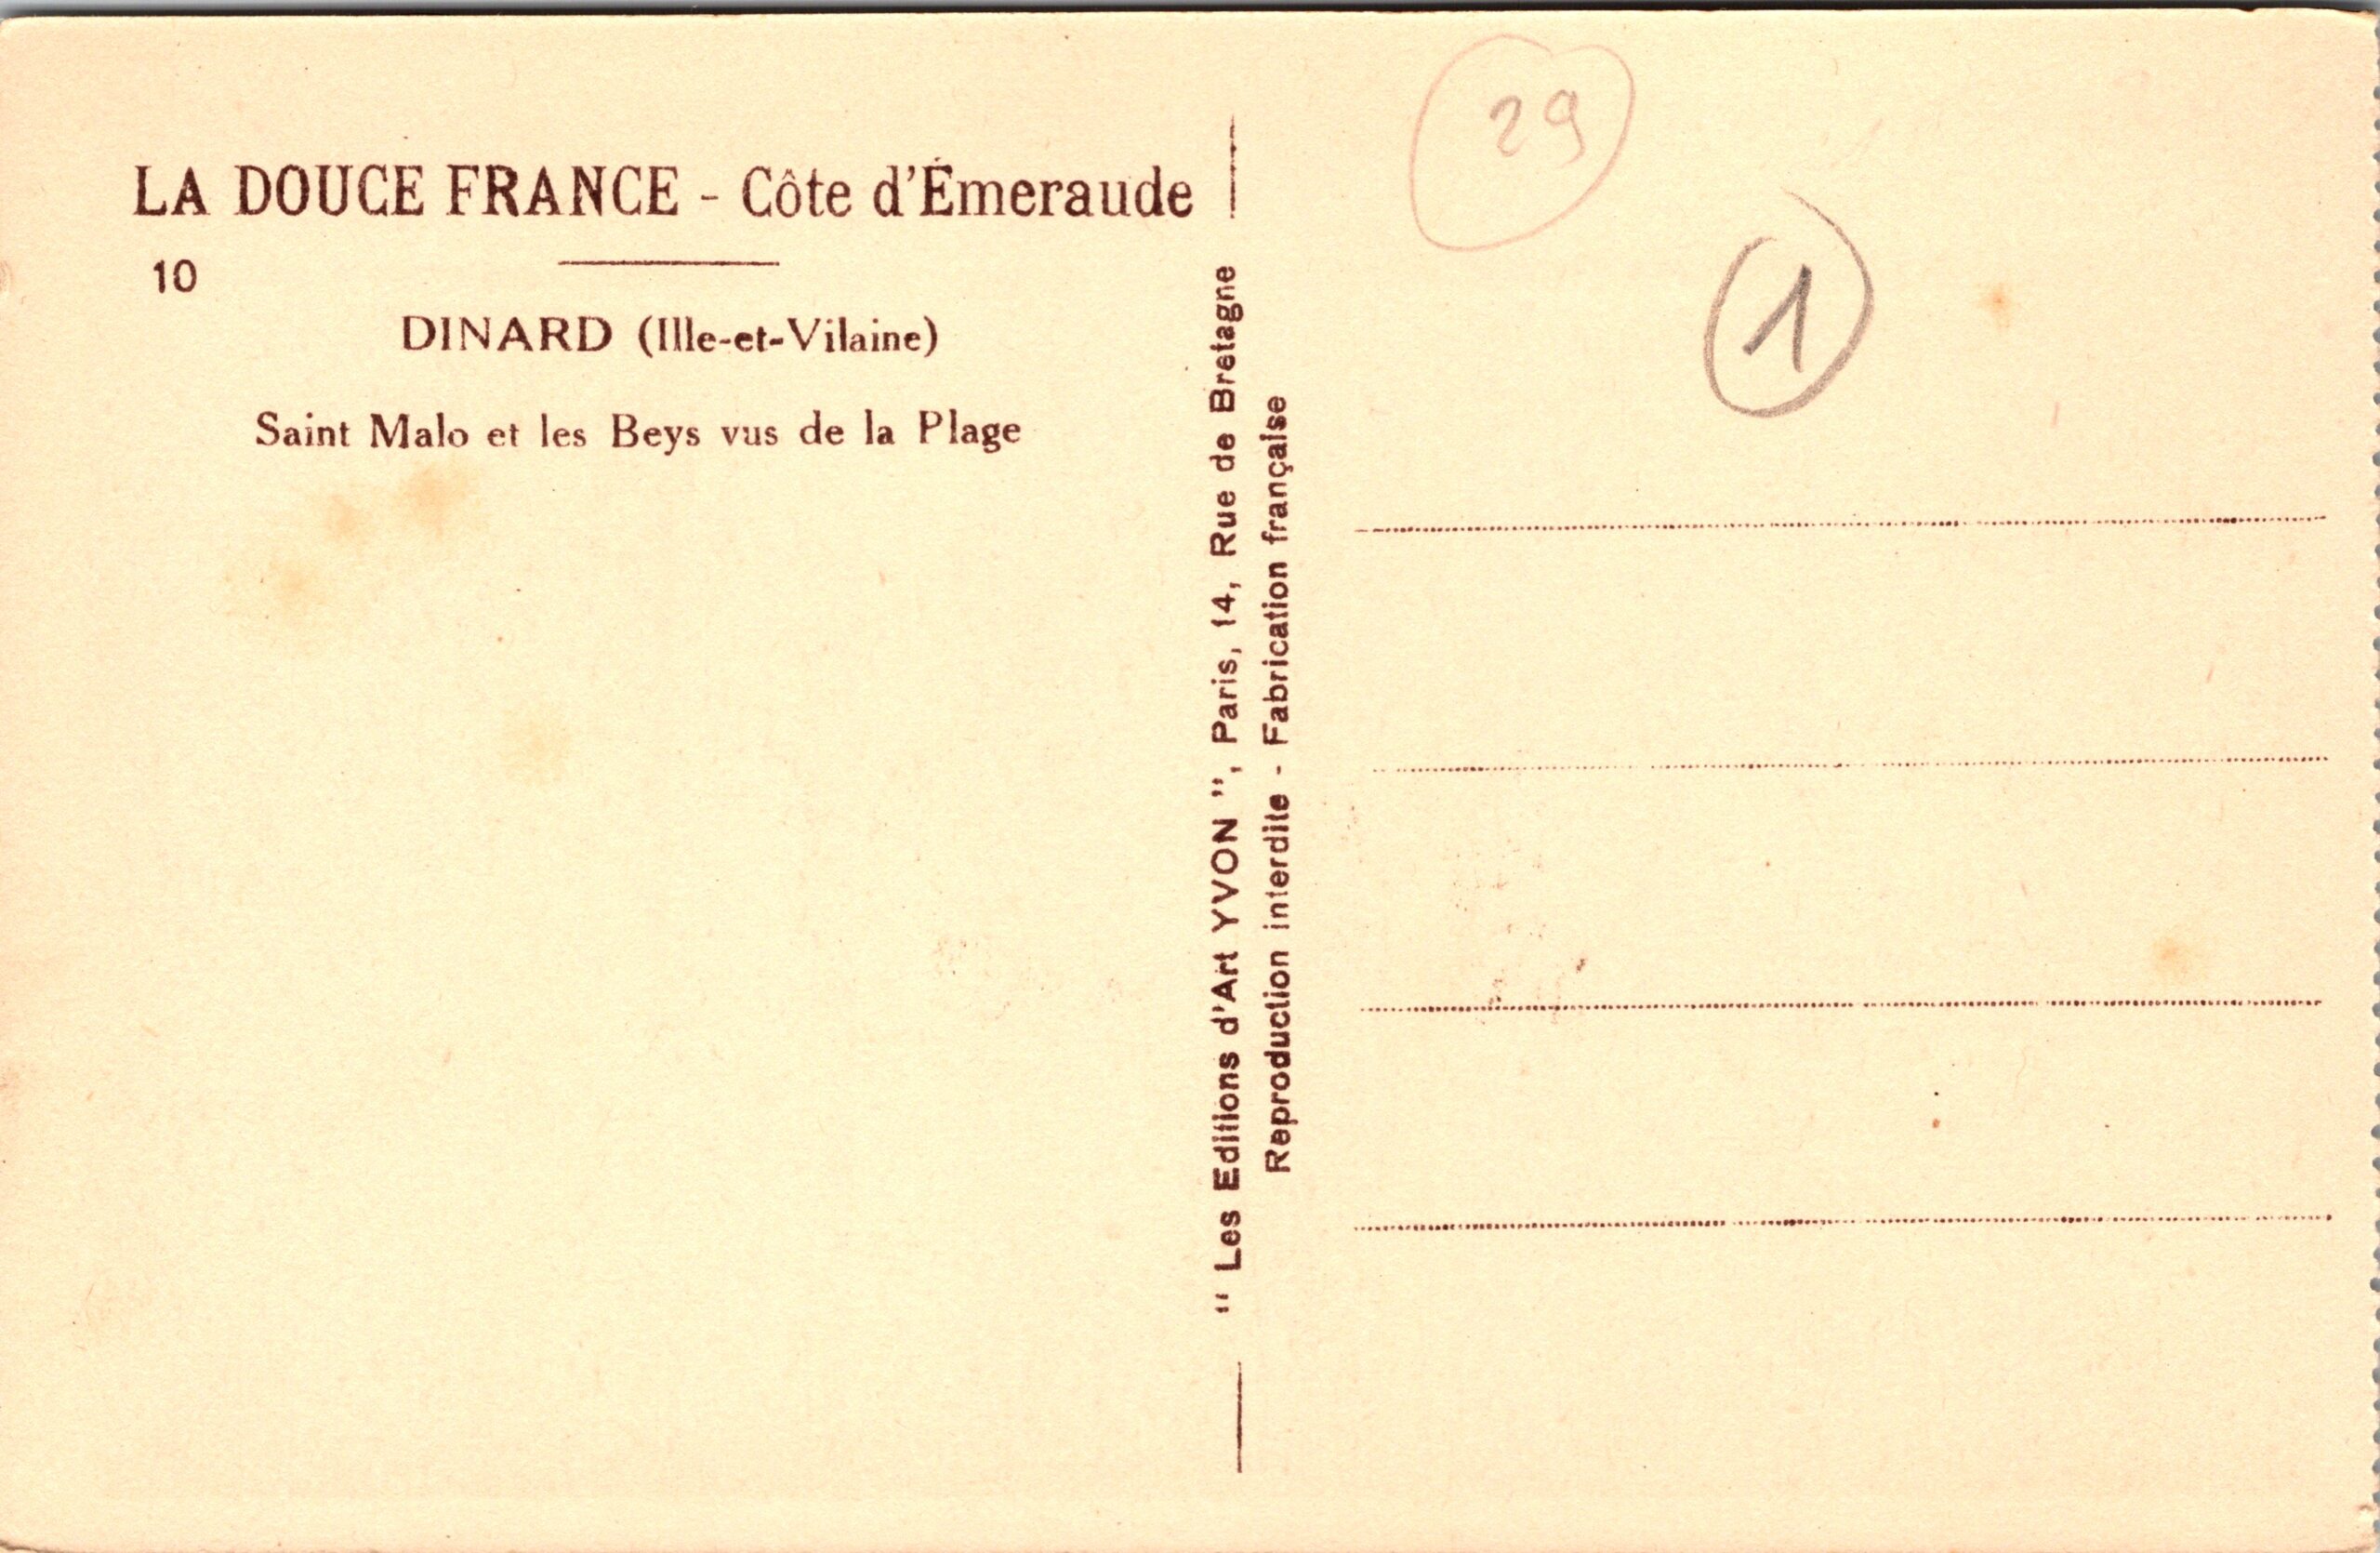 LA DOUCE FRANCE - Côte d'Émeraude
10
DINARD (Ille-et-Vilaine)
Saint Malo et les Beys vus de la Plage
" Les Editions d'Art YVON ", Paris, 14, Rue de Bretagne
Reproduction interdite - Fabrication française
29
1